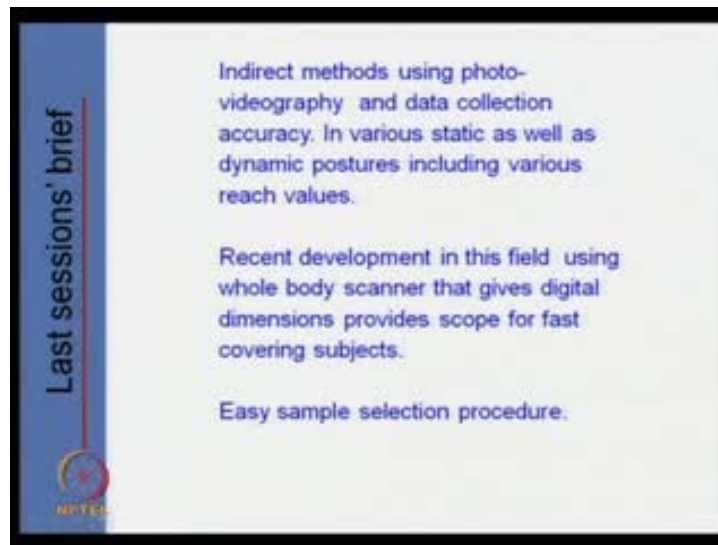 Last sessions' brief
Indirect methods using photo-
videography and data collection
accuracy. In various static as well as
dynamic postures including various
reach values.
Recent development in this field using
whole body scanner that gives digital
dimensions provides scope for fast
covering subjects.
Easy sample selection procedure.
NPTEL